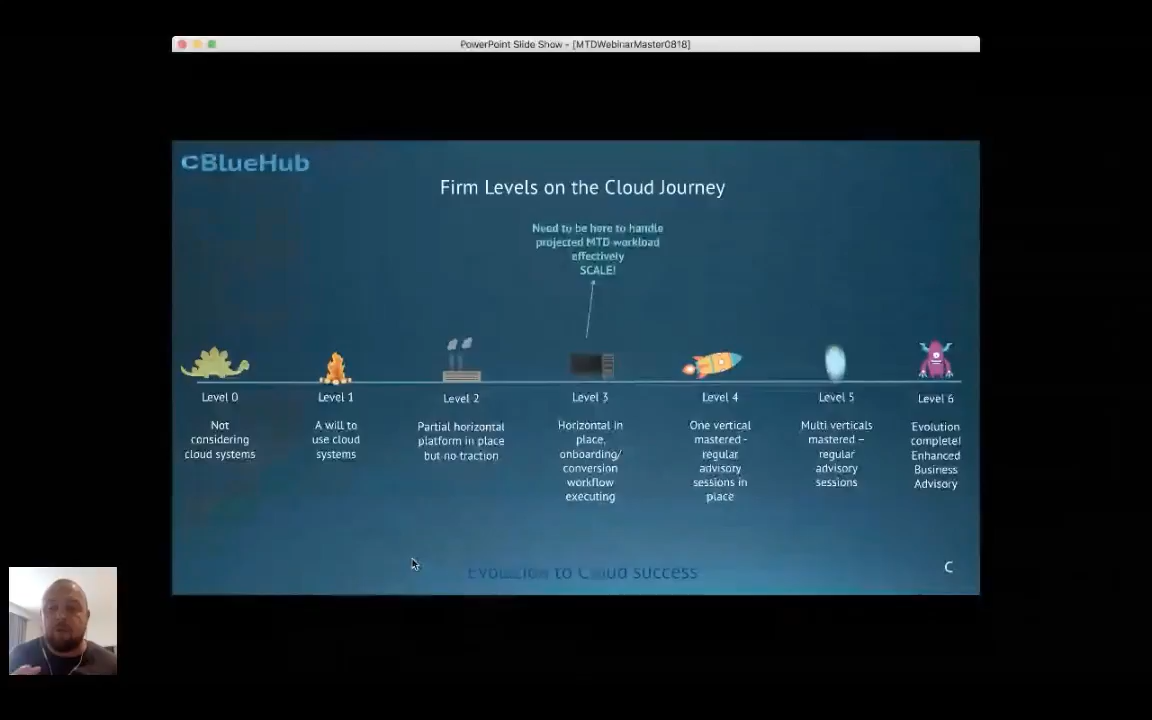 PowerPoint Slide Show - [MTDWebinarMaster0818]
BlueHub
Firm Levels on the Cloud Journey
Need to be here to handle
projected MTD workload
effectively
SCALE!
Level 0
Not
considering
cloud systems
Level 1
A will to
use cloud
systems
Level 2
Partial horizontal
platform in place
but no traction
Level 3
Horizontal in
place,
onboarding/
conversion
workflow
executing
Level 4
One vertical
mastered -
regular
advisory
sessions in
place
Level 5
Multi verticals
mastered –
regular
advisory
sessions
Level 6
Evolution
complete!
Enhanced
Business
Advisory
Evolution to Cloud success
C